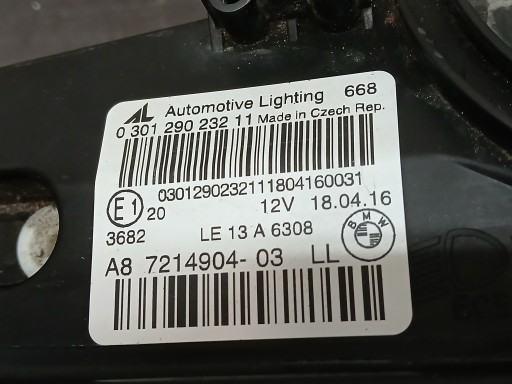 AL Automotive Lighting 668
0 301 290 232 11 Made in Czech Rep.
0301290232111804160031
E1 20 12V 18.04.16
3682 LE 13 A 6308 BMW
A8 7214904-03 LL